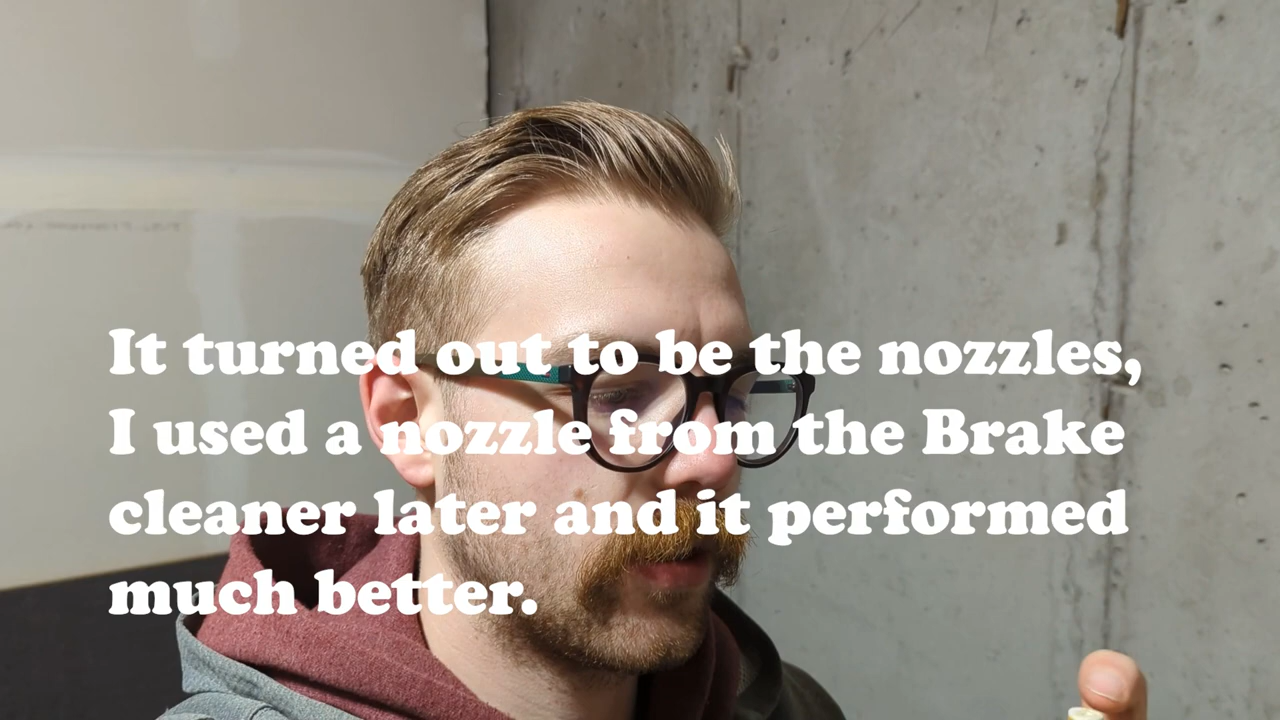 It turned out to be the nozzles,
I used a nozzle from the Brake
cleaner later and it performed
much better.